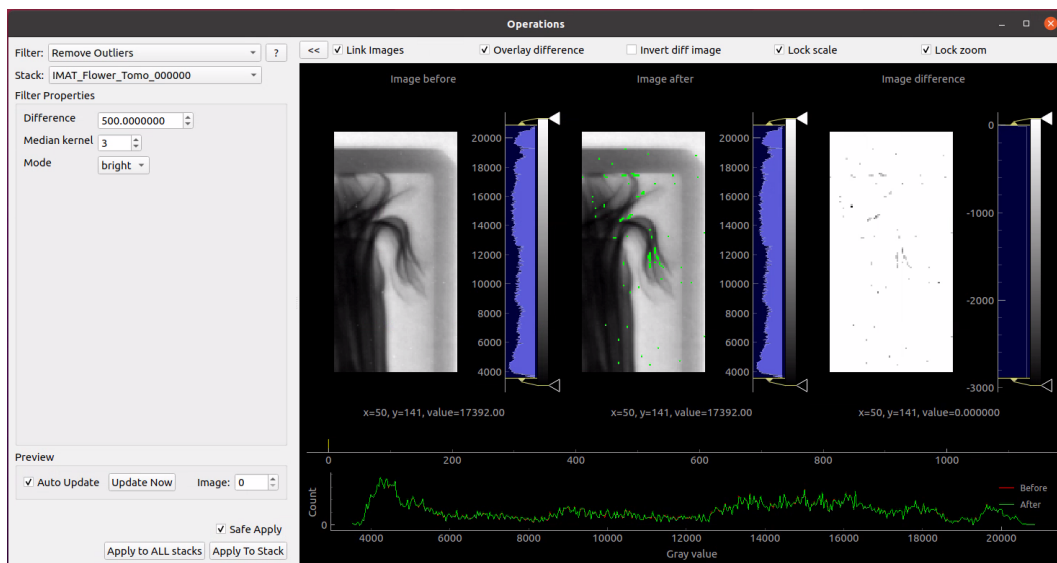 Operations
Filter: Remove Outliers ?
Stack: IMAT_Flower_Tomo_000000
Filter Properties
Difference 500.0000000
Median kernel 3
Mode bright
Preview
Auto Update Update Now Image: 0
Safe Apply
Apply to ALL stacks Apply To Stack
<< Link Images Overlay difference Invert diff image Lock scale Lock zoom
Image before Image after Image difference
20000
18000
16000
14000
12000
10000
8000
6000
4000
20000
18000
16000
14000
12000
10000
8000
6000
4000
0
-1000
-2000
-3000
x=50, y=141, value=17392.00 x=50, y=141, value=17392.00 x=50, y=141, value=0.000000
0 200 400 600 800 1000
Count
0
Before
After
4000 6000 8000 10000 12000 14000 16000 18000 20000
Gray value